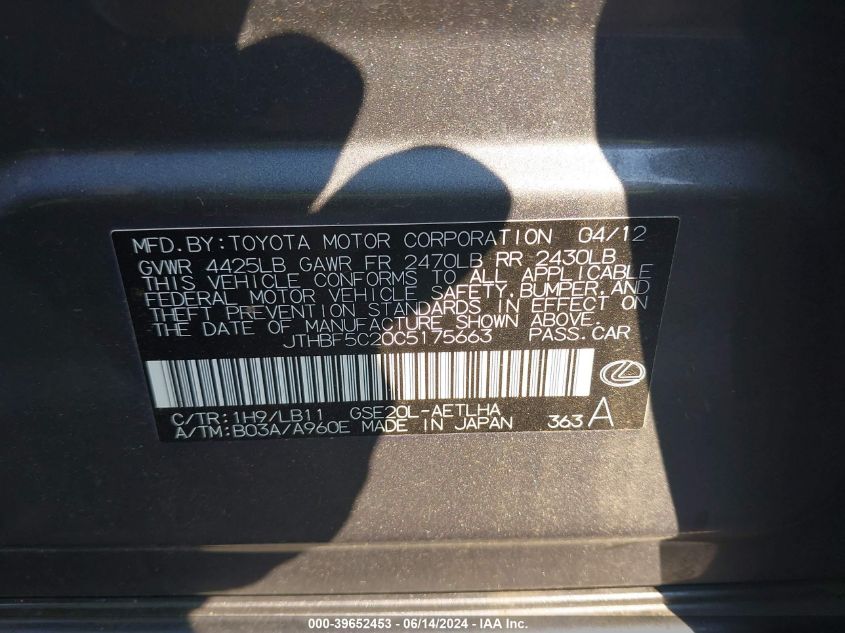 MFD. BY: TOYOTA MOTOR CORPORATION 04/12
GVWR 4425LB GAWR FR 2470LB RR 2430LB
THIS VEHICLE CONFORMS TO ALL APPLICABLE
FEDERAL MOTOR VEHICLE SAFETY, BUMPER, AND
THEFT PREVENTION STANDARDS IN EFFECT ON
THE DATE OF MANUFACTURE SHOWN ABOVE.
JTHBF5C20C5175663 PASS. CAR
C/TR: 1H9/LB11 GSE20L-AETLHA
A/TM: B03A/A960E MADE IN JAPAN 363 A
000-39652453 - 06/14/2024 - IAA Inc.